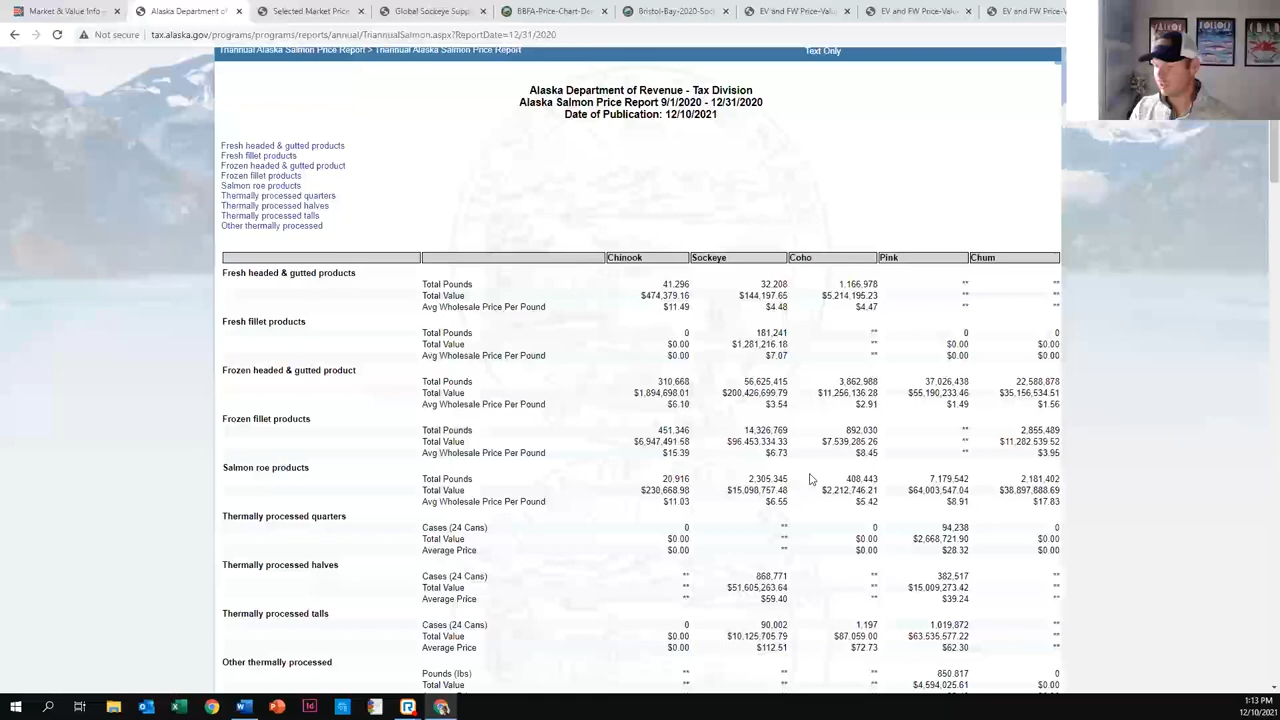 Market & Value Info
Alaska Department of
Selected Market Price
Global Sockeye Supp
BBFA-Price-Chart-De
Bristol-Bay-2020-Soci
EV and FW Price-Valu
EV and FW Price-Valu
EV and FW Price-Valu
Not secure
tax.alaska.gov/programs/programs/reports/annual/TriannualSalmon.aspx?ReportDate=12/31/2020
Triannual Alaska Salmon Price Report > Triannual Alaska Salmon Price Report
Text Only
Alaska Department of Revenue - Tax Division
Alaska Salmon Price Report 9/1/2020 - 12/31/2020
Date of Publication: 12/10/2021
Fresh headed & gutted products
Fresh fillet products
Frozen headed & gutted product
Frozen fillet products
Salmon roe products
Thermally processed quarters
Thermally processed halves
Thermally processed talls
Other thermally processed
Chinook Sockeye Coho Pink Chum
Fresh headed & gutted products
Total Pounds 41,296 32,208 1,166,978 ** **
Total Value $474,379.16 $144,197.65 $5,214,195.23 ** **
Avg Wholesale Price Per Pound $11.49 $4.48 $4.47 ** **
Fresh fillet products
Total Pounds 0 181,241 ** 0 0
Total Value $0.00 $1,281,216.18 ** $0.00 $0.00
Avg Wholesale Price Per Pound $0.00 $7.07 ** $0.00 $0.00
Frozen headed & gutted product
Total Pounds 310,668 56,625,415 3,862,988 37,026,438 22,588,878
Total Value $1,894,698.01 $200,426,699.79 $11,256,136.28 $55,190,233.46 $35,156,534.51
Avg Wholesale Price Per Pound $6.10 $3.54 $2.91 $1.49 $1.56
Frozen fillet products
Total Pounds 451,346 14,326,769 892,030 ** 2,855,489
Total Value $6,947,491.58 $96,453,334.33 $7,539,285.26 ** $11,282,539.52
Avg Wholesale Price Per Pound $15.39 $6.73 $8.45 ** $3.95
Salmon roe products
Total Pounds 20,916 2,305,345 408,443 7,179,542 2,181,402
Total Value $230,668.98 $15,098,757.48 $2,212,746.21 $64,003,547.04 $38,897,888.69
Avg Wholesale Price Per Pound $11.03 $6.55 $5.42 $8.91 $17.83
Thermally processed quarters
Cases (24 Cans) 0 ** 0 94,238 0
Total Value $0.00 ** $0.00 $2,668,721.90 $0.00
Average Price $0.00 ** $0.00 $28.32 $0.00
Thermally processed halves
Cases (24 Cans) ** 868,771 ** 382,517 **
Total Value ** $51,605,263.64 ** $15,009,273.42 **
Average Price ** $59.40 ** $39.24 **
Thermally processed talls
Cases (24 Cans) 0 90,002 1,197 1,019,872 **
Total Value $0.00 $10,125,705.79 $87,059.00 $63,535,577.22 **
Average Price $0.00 $112.51 $72.73 $62.30 **
Other thermally processed
Pounds (lbs) ** ** ** 850,817 0
Total Value ** ** ** $4,594,025.61 $0.00
1:13 PM
12/10/2021